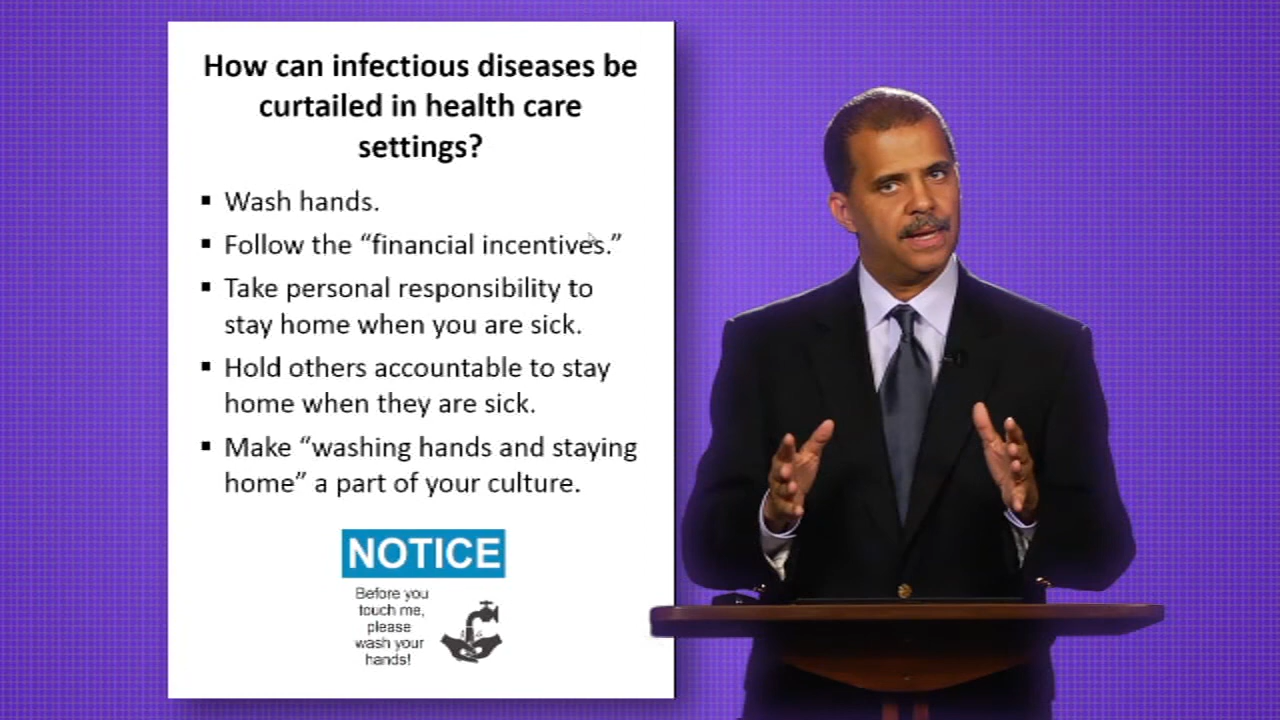 How can infectious diseases be
curtailed in health care
settings?
▪ Wash hands.
▪ Follow the “financial incentives.”
▪ Take personal responsibility to
stay home when you are sick.
▪ Hold others accountable to stay
home when they are sick.
▪ Make “washing hands and staying
home” a part of your culture.
NOTICE
Before you
touch me,
please
wash your
hands!